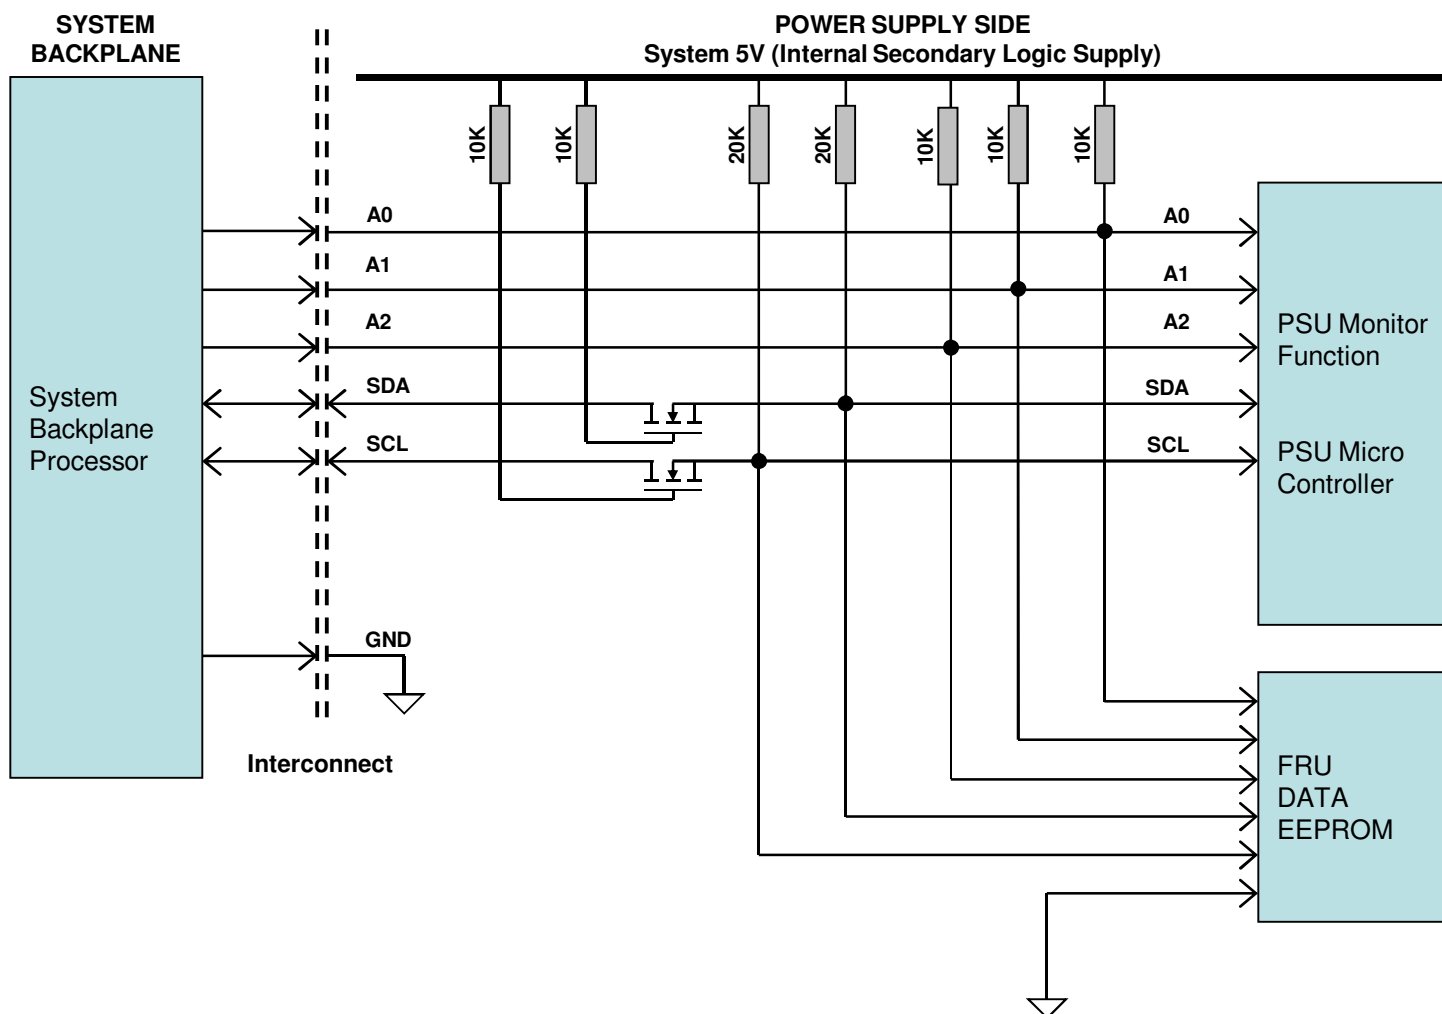 SYSTEM
BACKPLANE
POWER SUPPLY SIDE
System 5V (Internal Secondary Logic Supply)
10K
10K
20K
20K
10K
10K
10K
A0
A0
A1
A1
A2
A2
SDA
SDA
SCL
SCL
GND
System
Backplane
Processor
PSU Monitor
Function
PSU Micro
Controller
Interconnect
FRU
DATA
EEPROM